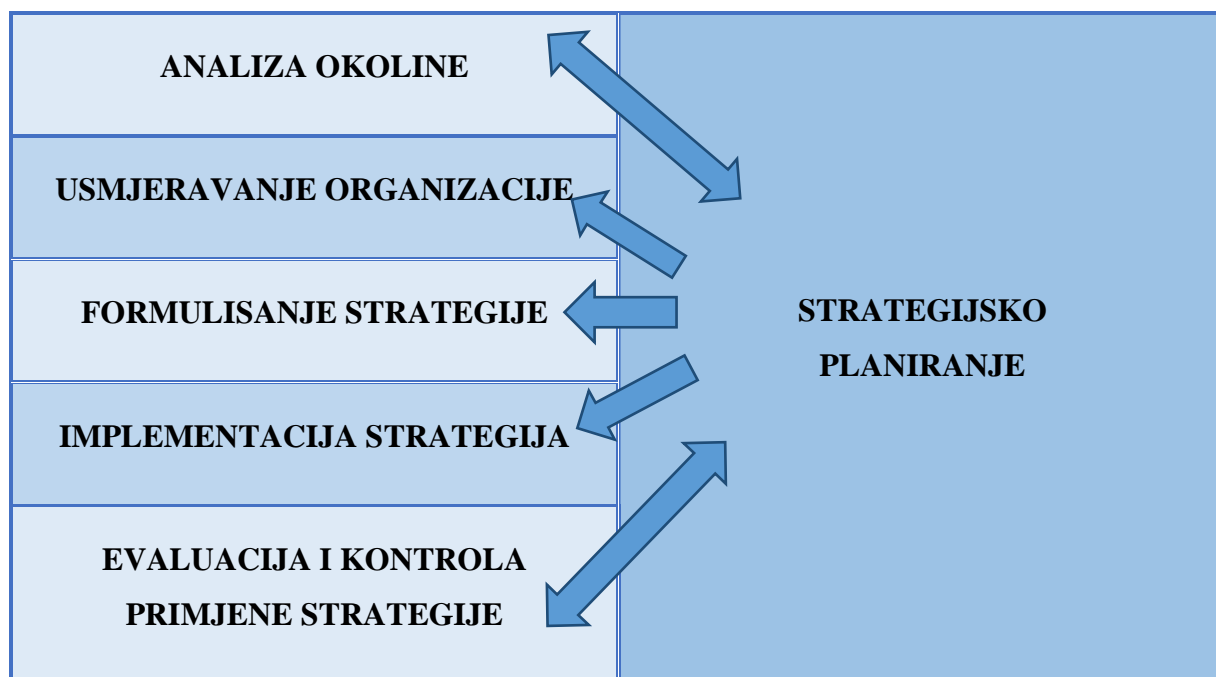 ANALIZA OKOLINE
USMJERAVANJE ORGANIZACIJE
FORMULISANJE STRATEGIJE
IMPLEMENTACIJA STRATEGIJA
EVALUACIJA I KONTROLA
PRIMJENE STRATEGIJE
STRATEGIJSKO
PLANIRANJE